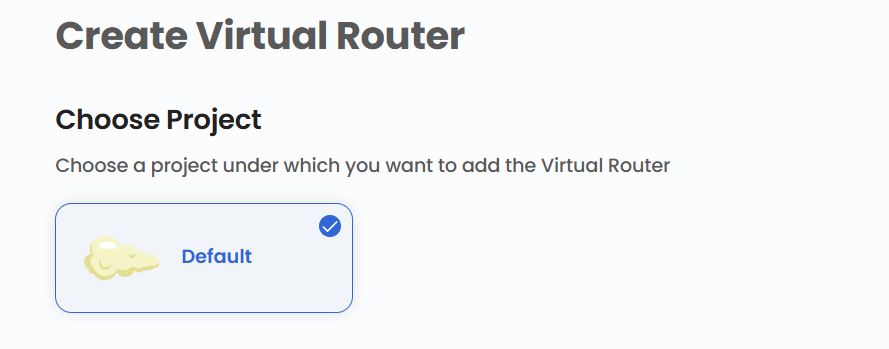 Create Virtual Router
Choose Project
Choose a project under which you want to add the Virtual Router
Default